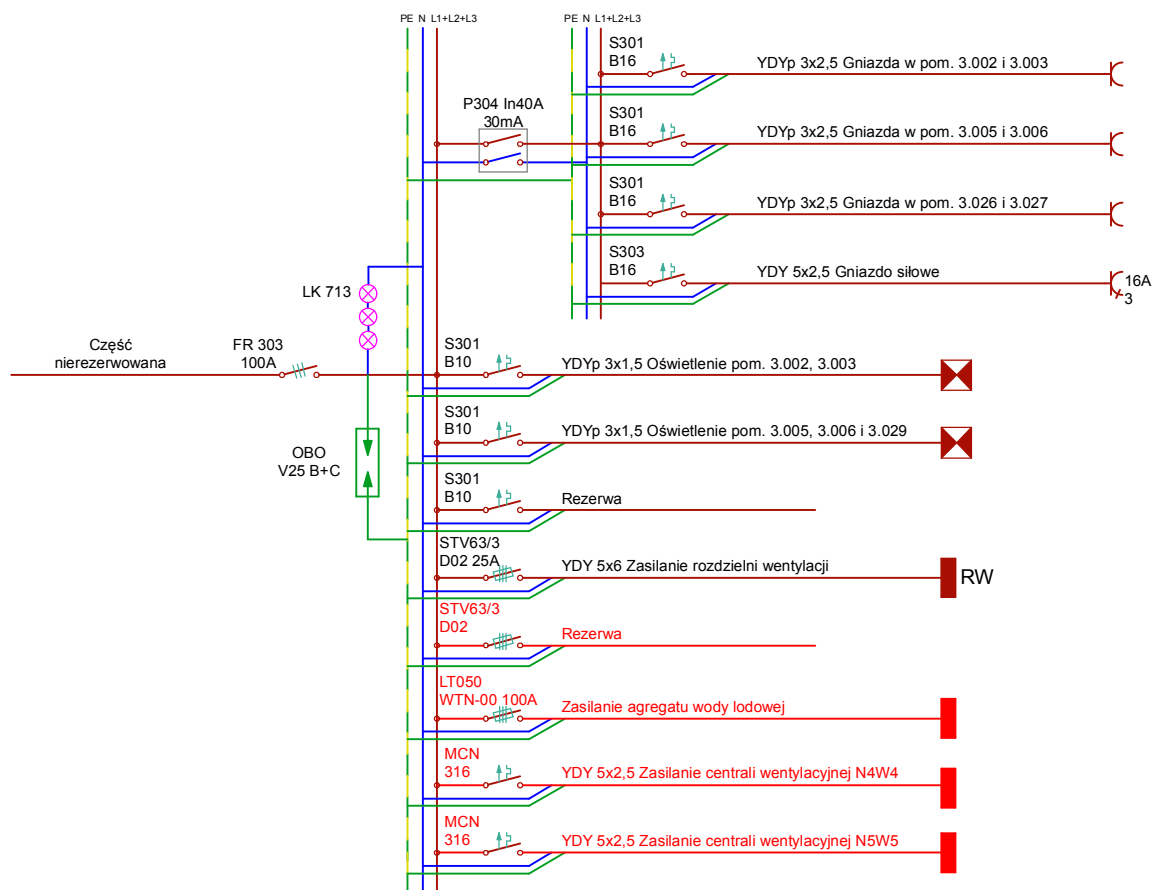 PE N L1+L2+L3
PE N L1+L2+L3
S301
B16
YDYp 3x2,5 Gniazda w pom. 3.002 i 3.003
P304 In40A
30mA
S301
B16
YDYp 3x2,5 Gniazda w pom. 3.005 i 3.006
S301
B16
YDYp 3x2,5 Gniazda w pom. 3.026 i 3.027
S303
B16
YDY 5x2,5 Gniazdo siłowe
16A
3
LK 713
Część
nierezerwowana
FR 303
100A
S301
B10
YDYp 3x1,5 Oświetlenie pom. 3.002, 3.003
S301
B10
YDYp 3x1,5 Oświetlenie pom. 3.005, 3.006 i 3.029
OBO
V25 B+C
S301
B10
Rezerwa
STV63/3
D02 25A
YDY 5x6 Zasilanie rozdzielni wentylacji
RW
STV63/3
D02
Rezerwa
LT050
WTN-00 100A
Zasilanie agregatu wody lodowej
MCN
316
YDY 5x2,5 Zasilanie centrali wentylacyjnej N4W4
MCN
316
YDY 5x2,5 Zasilanie centrali wentylacyjnej N5W5